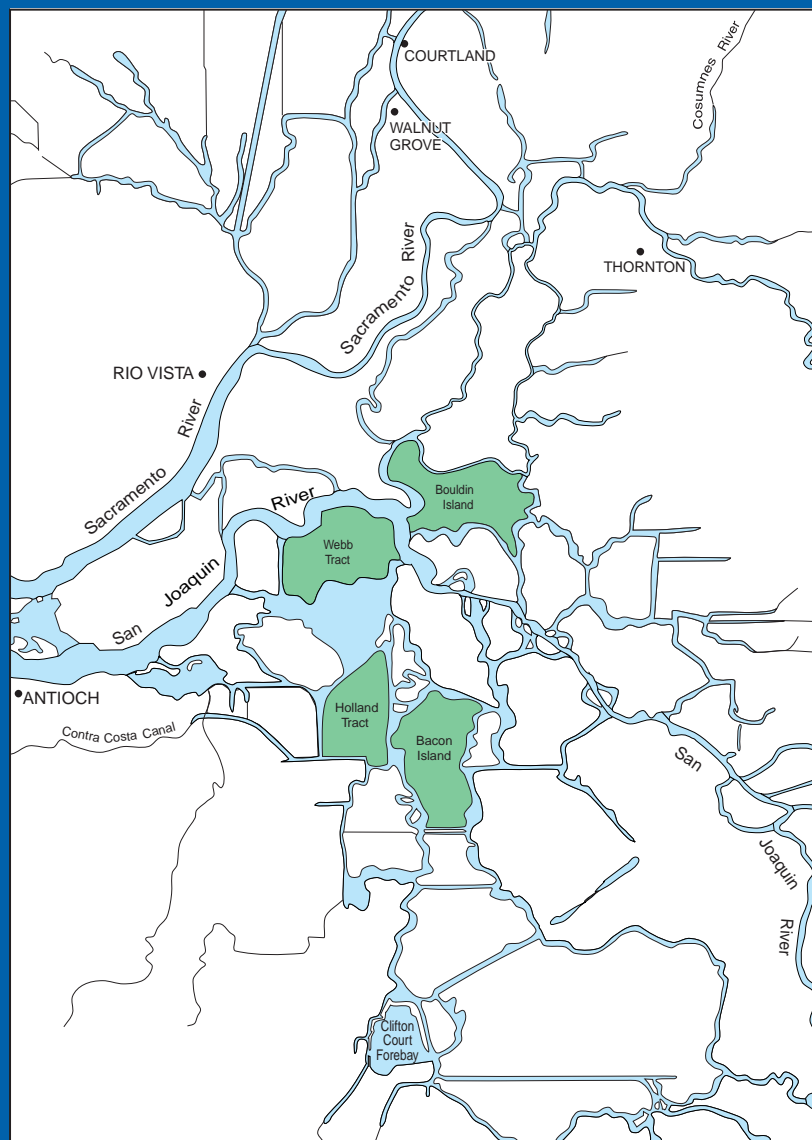 COURTLAND
Cosumnes River
WALNUT
GROVE
THORNTON
Sacramento River
RIO VISTA
Sacramento River
Bouldin
Island
San Joaquin River
Webb
Tract
ANTIOCH
Contra Costa Canal
Holland
Tract
Bacon
Island
San Joaquin River
Clifton
Court
Forebay